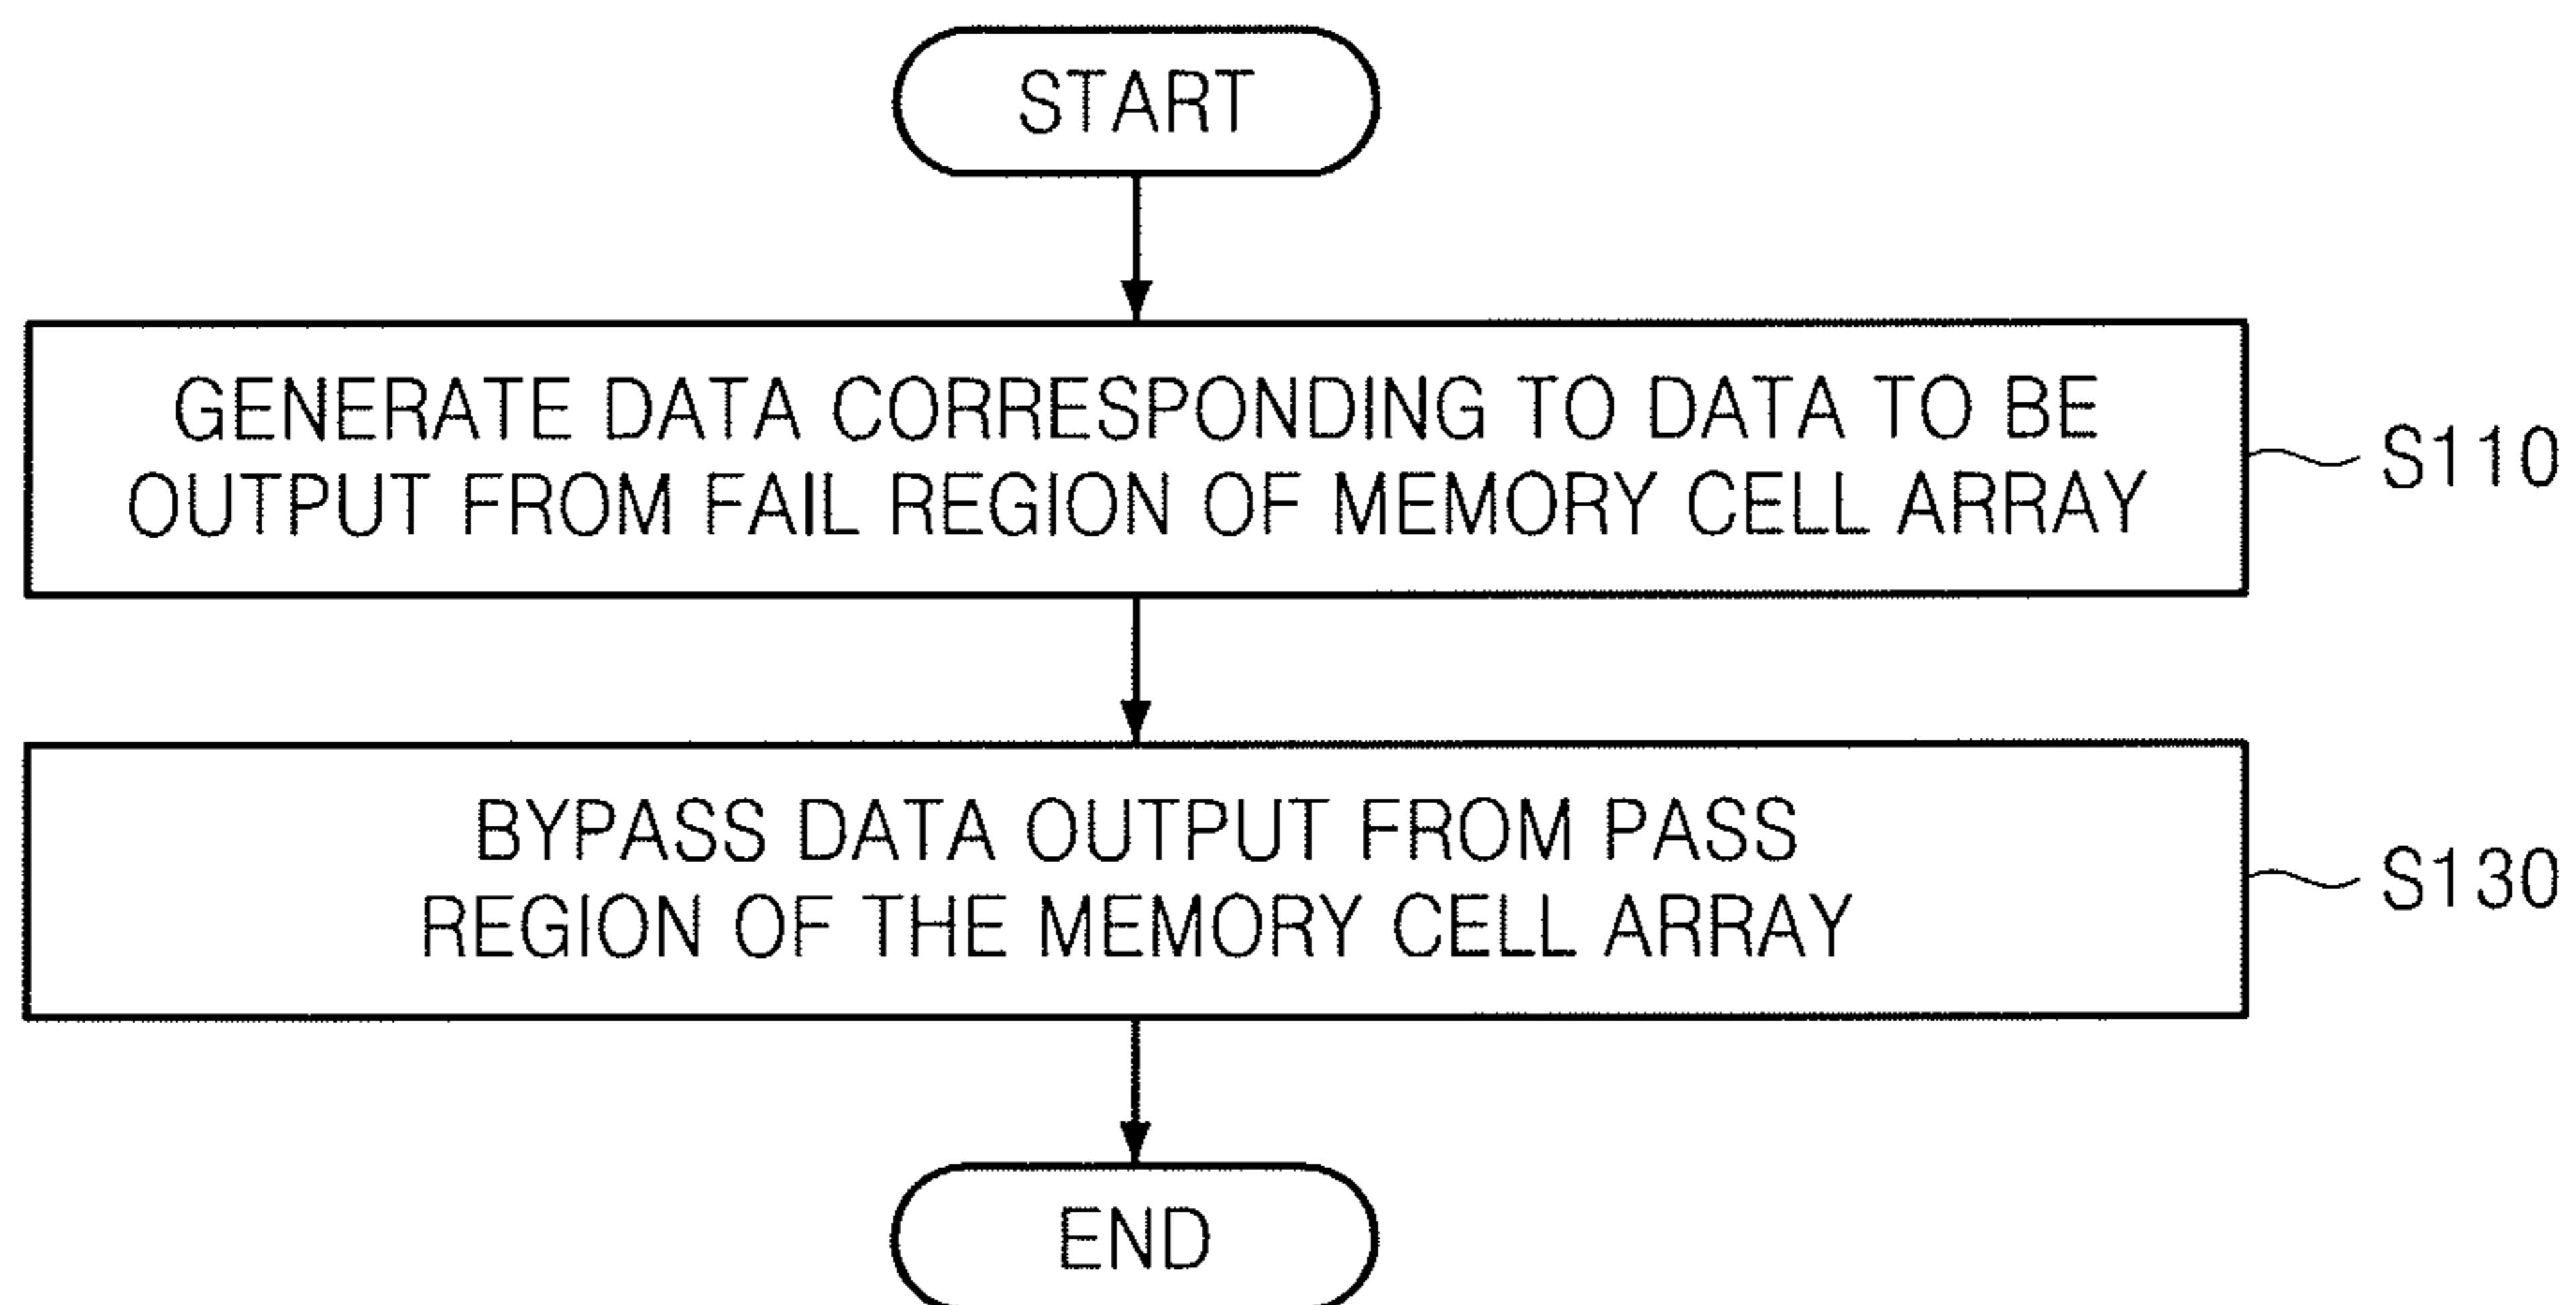 START
GENERATE DATA CORRESPONDING TO DATA TO BE
OUTPUT FROM FAIL REGION OF MEMORY CELL ARRAY
S110
BYPASS DATA OUTPUT FROM PASS
REGION OF THE MEMORY CELL ARRAY
S130
END